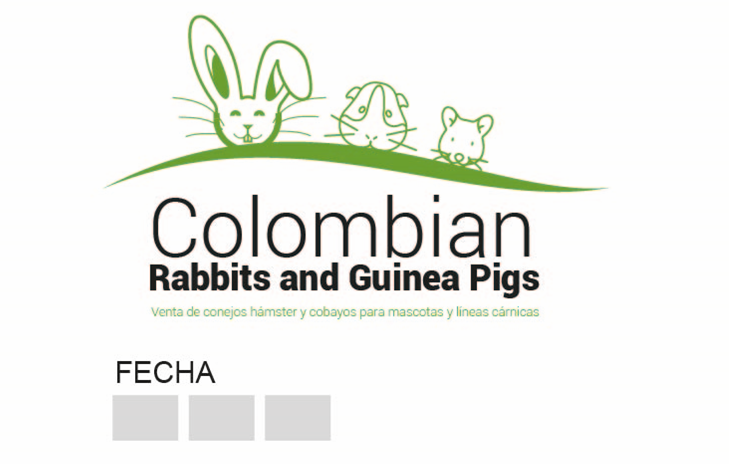 Colombian
Rabbits and Guinea Pigs
Venta de conejos hámster y cobayos para mascotas y líneas cárnicas
FECHA